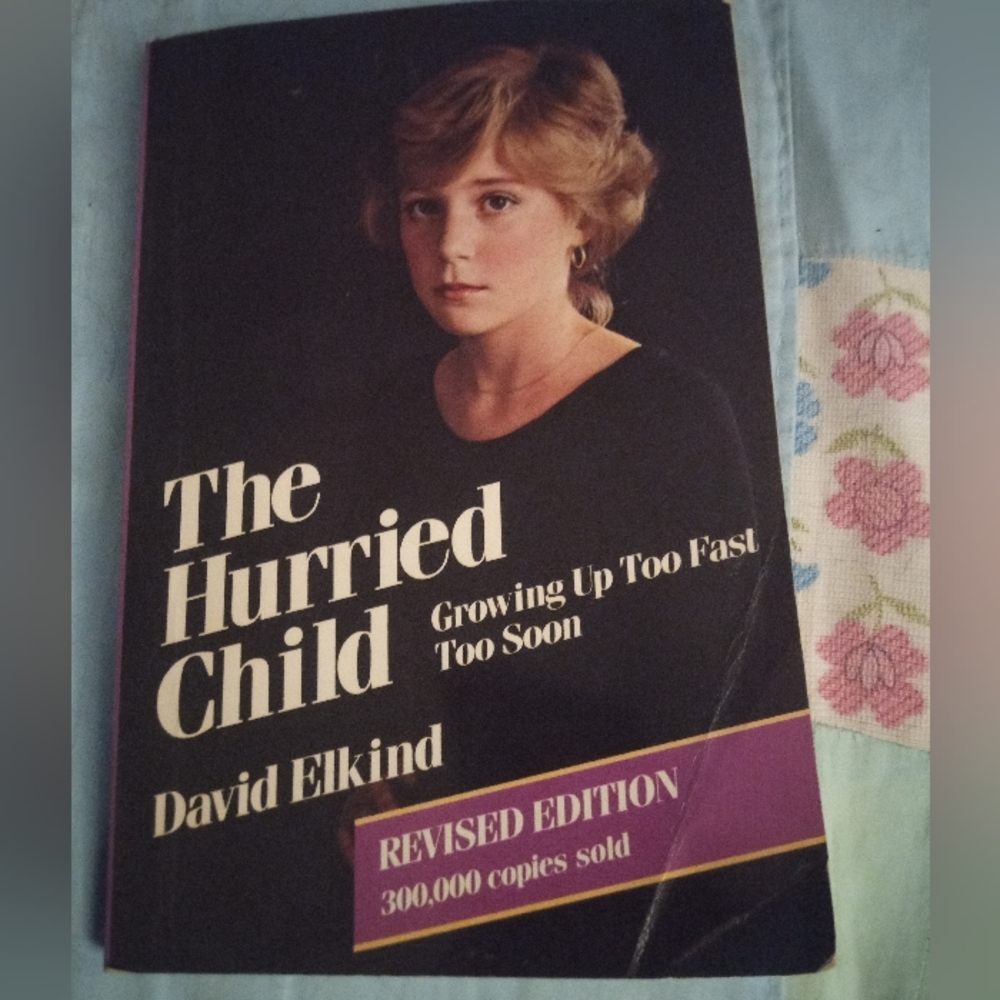 The
Hurried
Child
Growing Up Too Fast
Too Soon
David Elkind
REVISED EDITION
300,000 copies sold